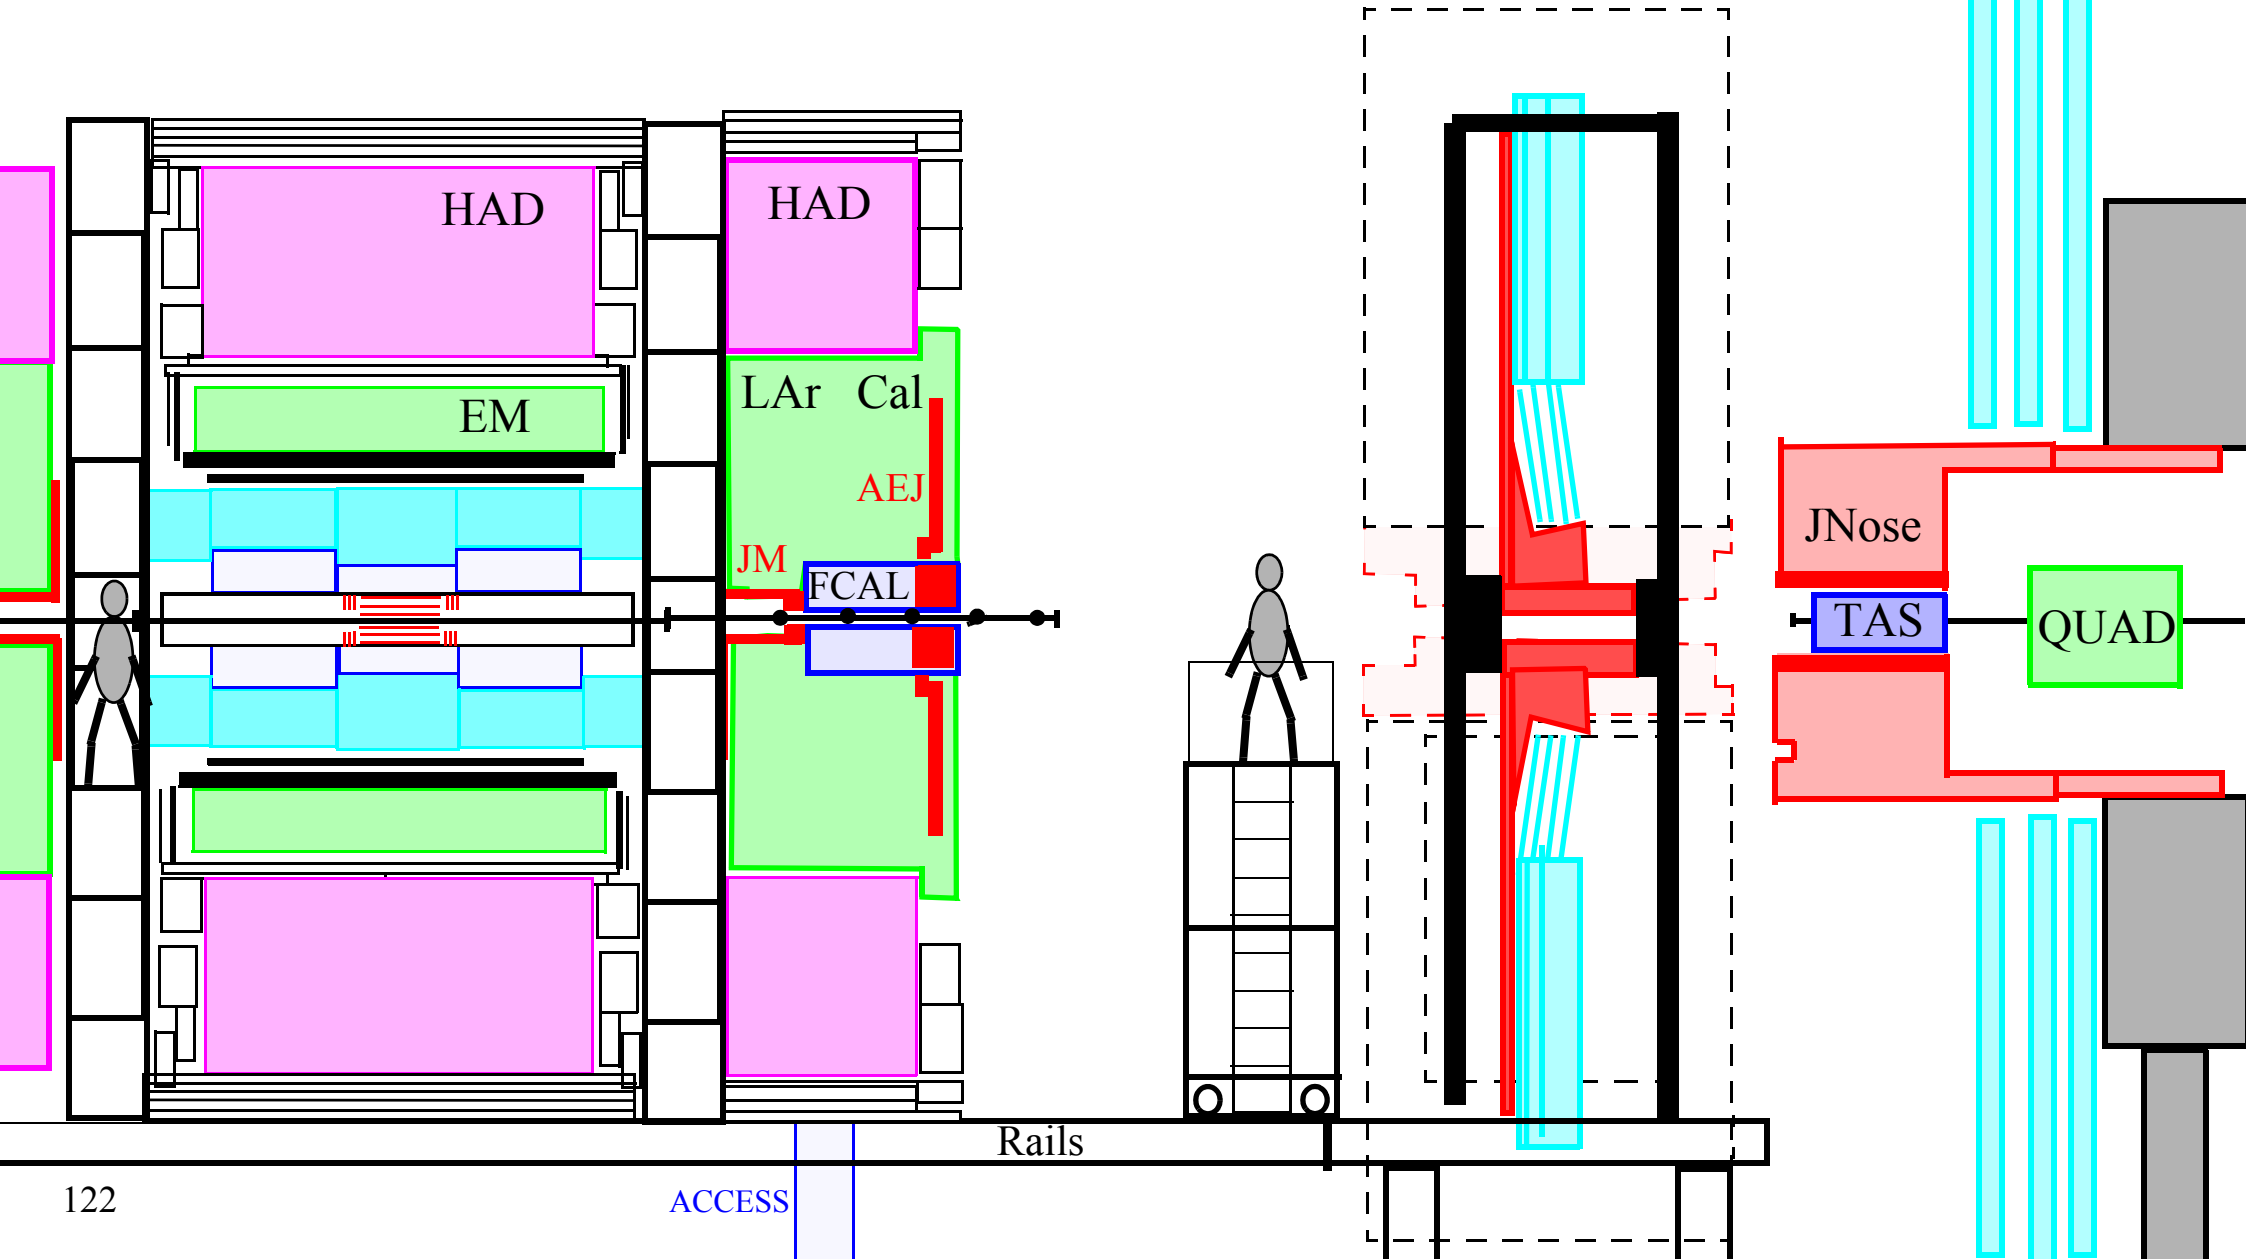 HAD
HAD
LAr Cal
EM
AEJ
JNose
JM
FCAL
TAS
QUAD
Rails
122
ACCESS